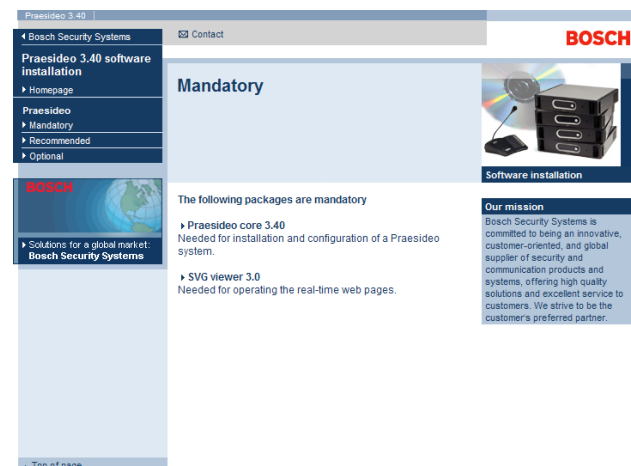 Praesideo 3.40
Bosch Security Systems
Contact
BOSCH
Praesideo 3.40 software
installation
Homepage
Praesideo
Mandatory
Recommended
Optional
BOSCH
Solutions for a global market:
Bosch Security Systems
Mandatory
The following packages are mandatory
Praesideo core 3.40
Needed for installation and configuration of a Praesideo
system.
SVG viewer 3.0
Needed for operating the real-time web pages.
Software installation
Our mission
Bosch Security Systems is
committed to being an innovative,
customer-oriented, and global
supplier of security and
communication products and
systems, offering high quality
solutions and excellent service to
customers. We strive to be the
customer's preferred partner.
Top of page